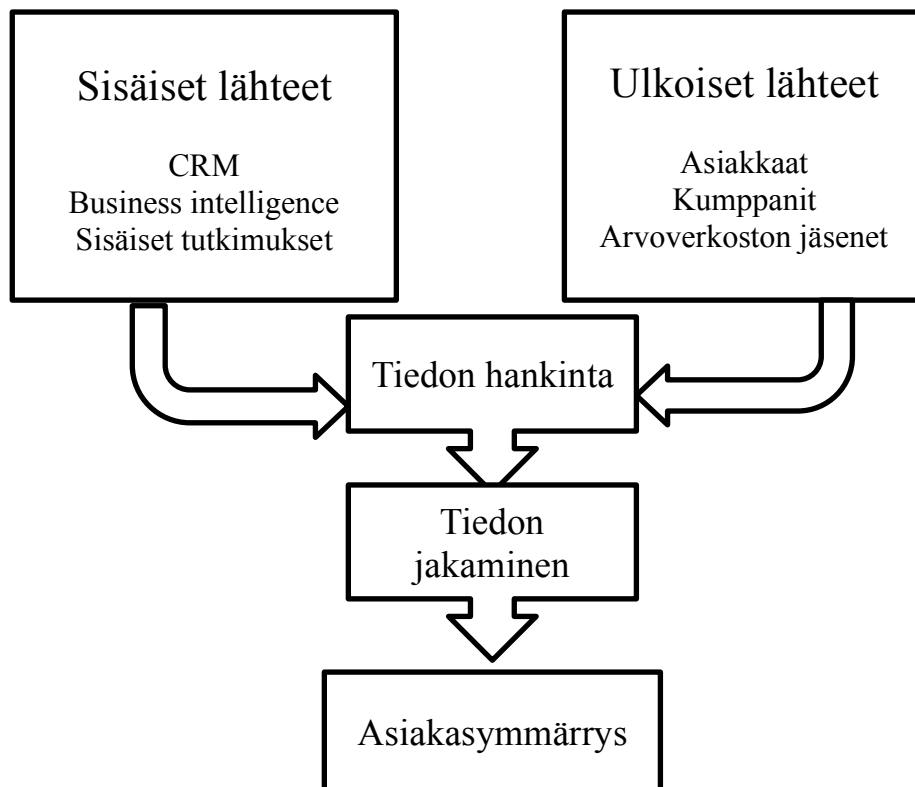 Sisäiset lähteet
CRM
Business intelligence
Sisäiset tutkimukset
Ulkoiset lähteet
Asiakkaat
Kumppanit
Arvoverkoston jäsenet
Tiedon hankinta
Tiedon
jakaminen
Asiakasymmärrys